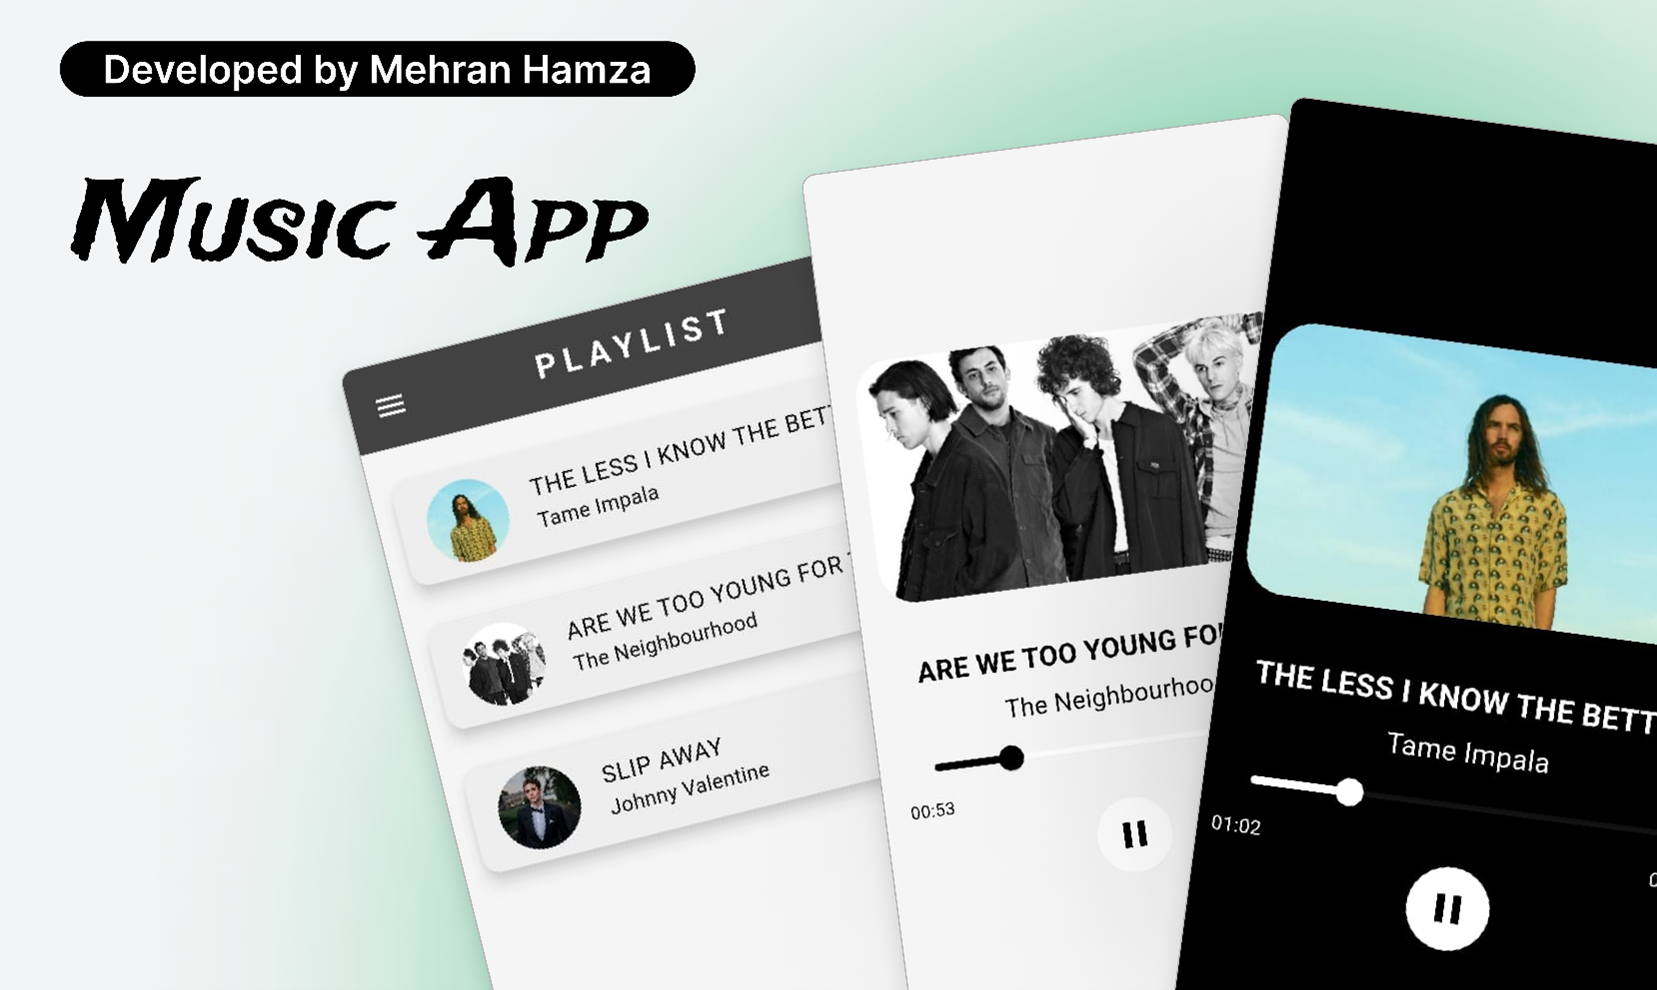 Developed by Mehran Hamza
Music App
PLAYLIST
THE LESS I KNOW THE BETT
Tame Impala
ARE WE TOO YOUNG FOR
The Neighbourhood
SLIP AWAY
Johnny Valentine
ARE WE TOO YOUNG FO
The Neighbourhoo
00:53
THE LESS I KNOW THE BETT
Tame Impala
01:02